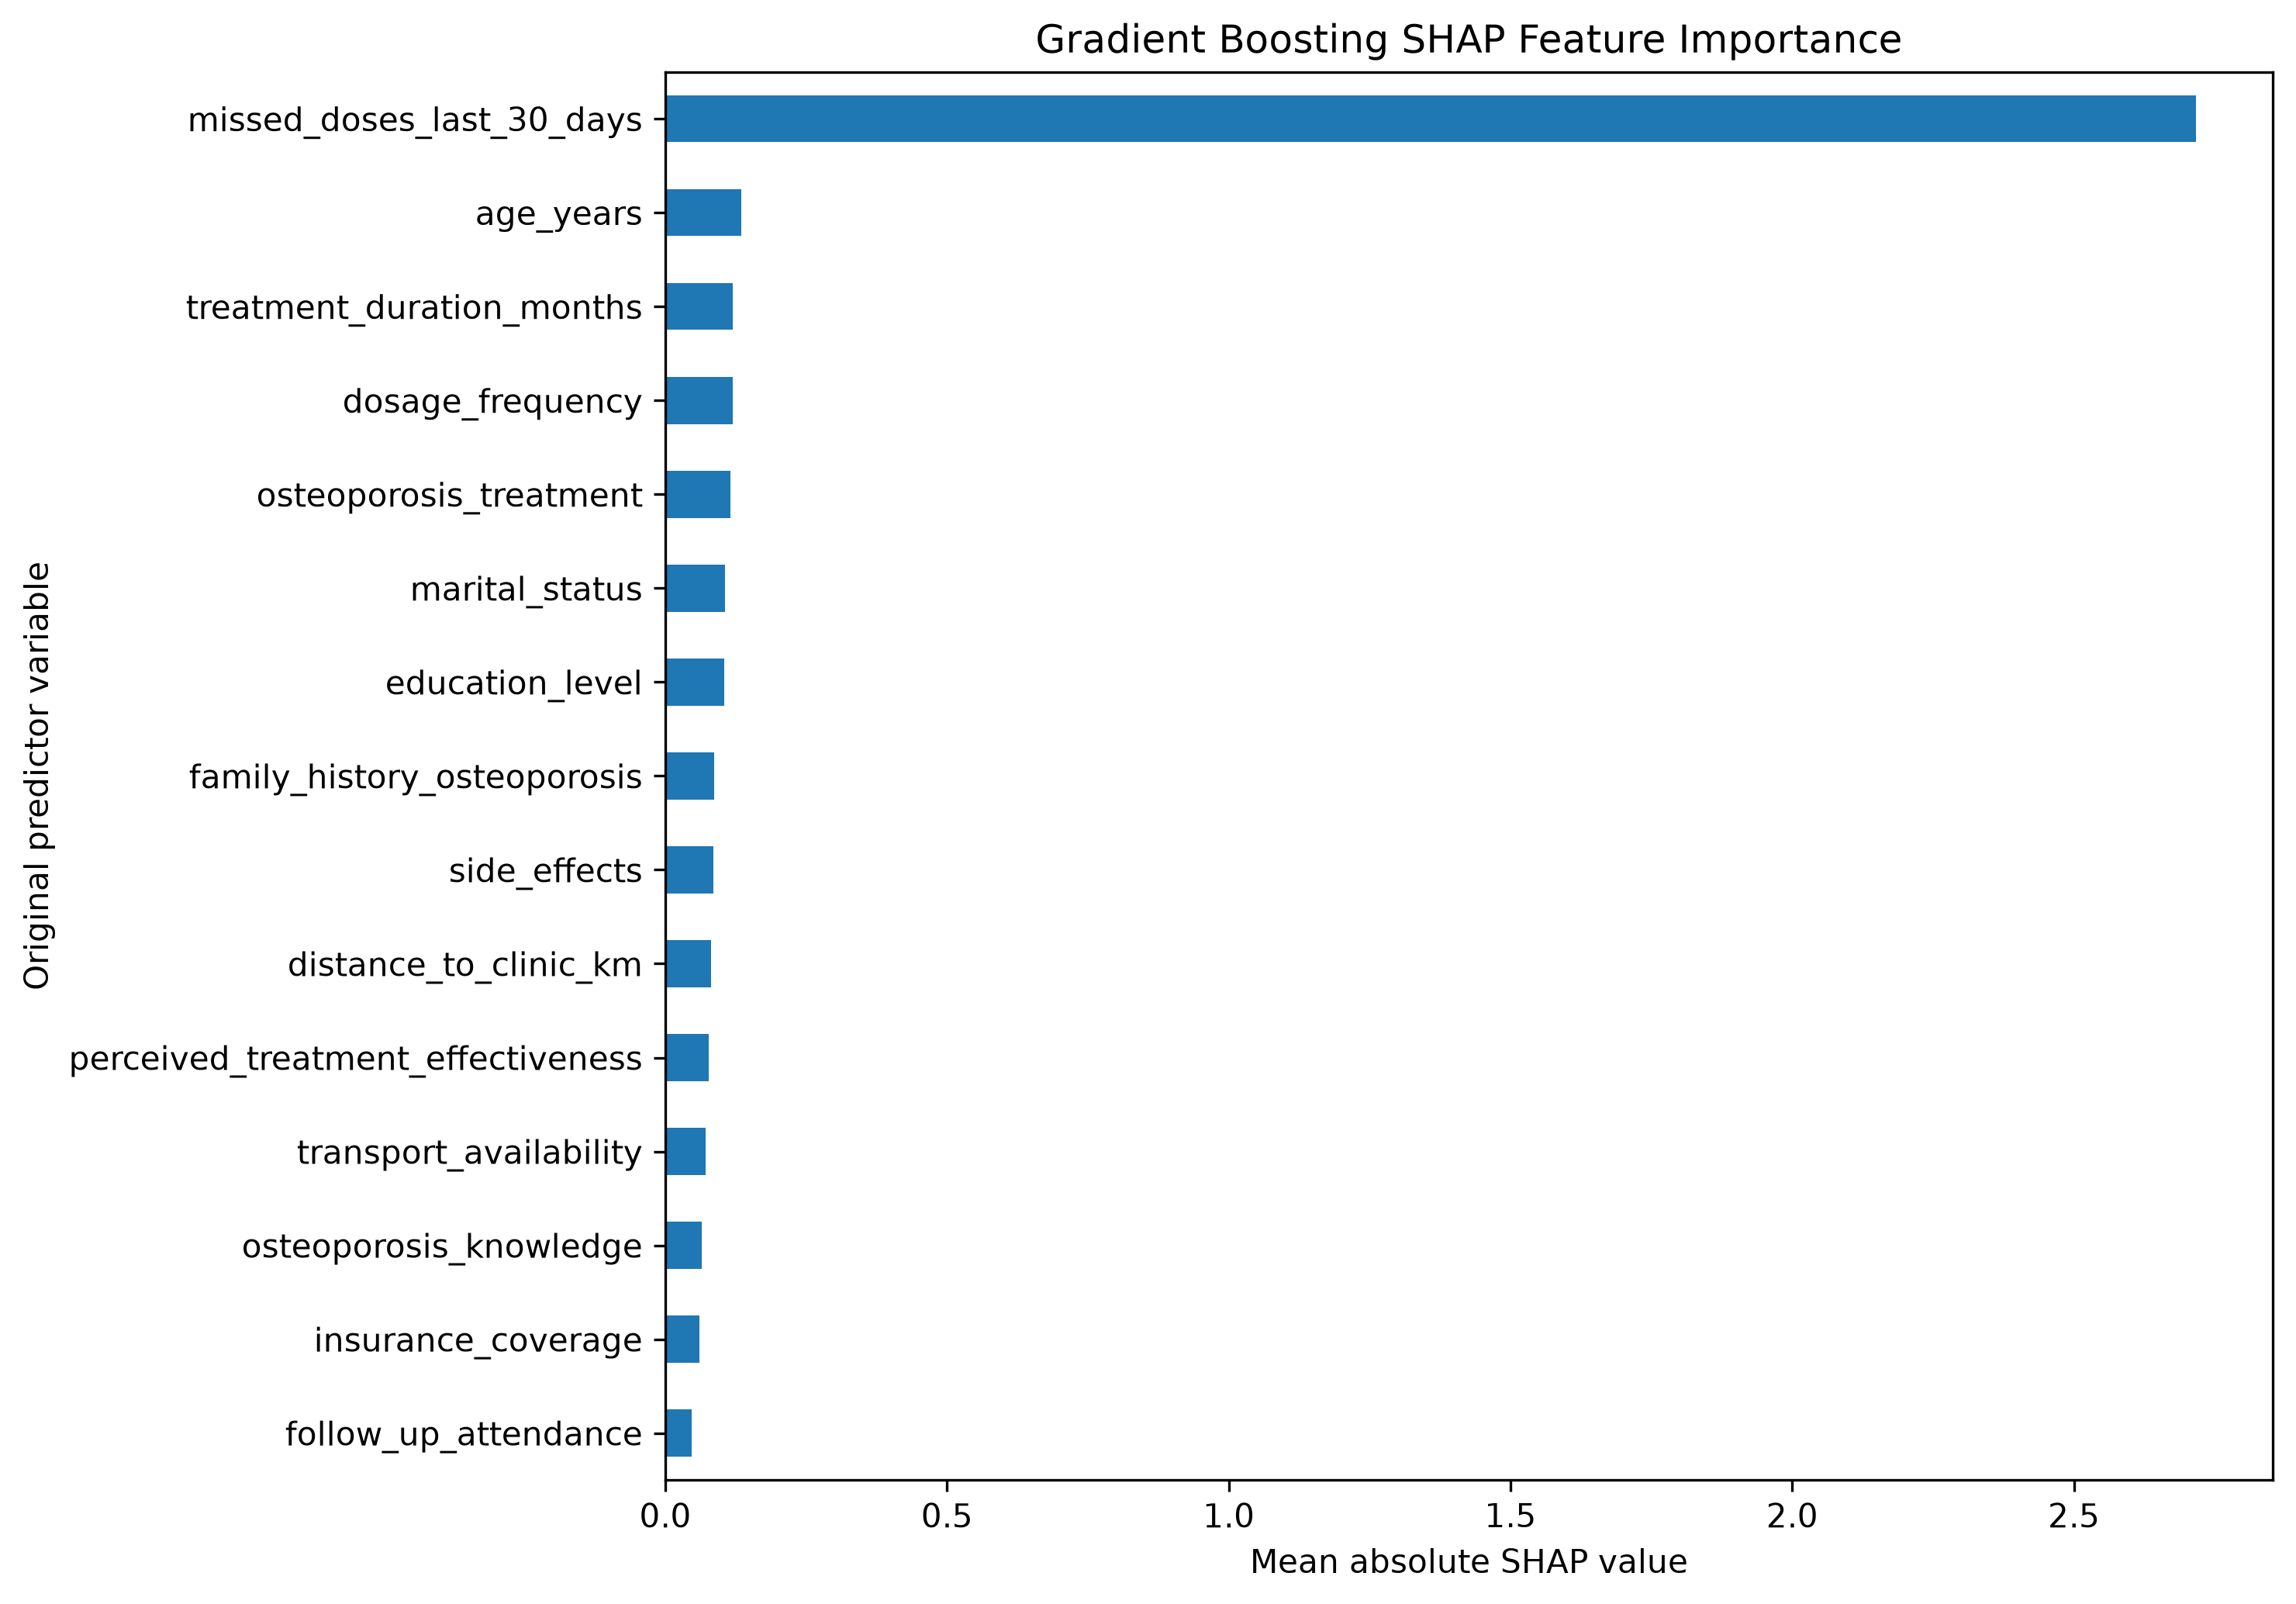 Gradient Boosting SHAP Feature Importance
Original predictor variable
missed_doses_last_30_days
age_years
treatment_duration_months
dosage_frequency
osteoporosis_treatment
marital_status
education_level
family_history_osteoporosis
side_effects
distance_to_clinic_km
perceived_treatment_effectiveness
transport_availability
osteoporosis_knowledge
insurance_coverage
follow_up_attendance
0.0 0.5 1.0 1.5 2.0 2.5
Mean absolute SHAP value